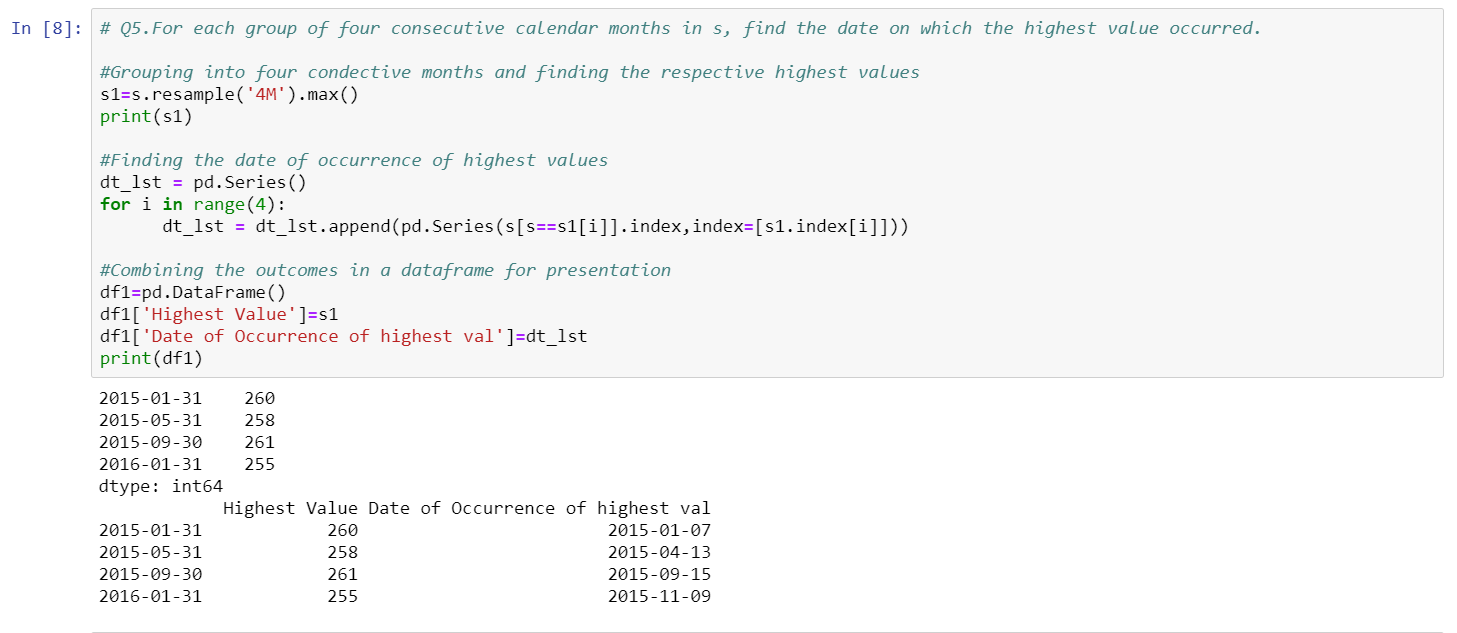 In [8]: # Q5.For each group of four consecutive calendar months in s, find the date on which the highest value occurred.
#Grouping into four condective months and finding the respective highest values
s1=s.resample('4M').max()
print(s1)
#Finding the date of occurrence of highest values
dt_lst = pd.Series()
for i in range(4):
      dt_lst = dt_lst.append(pd.Series(s[s==s1[i]].index,index=[s1.index[i]]))
#Combining the outcomes in a dataframe for presentation
df1=pd.DataFrame()
df1['Highest Value']=s1
df1['Date of Occurrence of highest val']=dt_lst
print(df1)
2015-01-31    260
2015-05-31    258
2015-09-30    261
2016-01-31    255
dtype: int64
            Highest Value Date of Occurrence of highest val
2015-01-31            260                        2015-01-07
2015-05-31            258                        2015-04-13
2015-09-30            261                        2015-09-15
2016-01-31            255                        2015-11-09